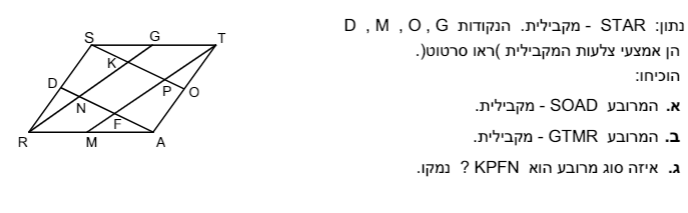 נתון: STAR - מקבילית. הנקודות D , M , O , G
הן אמצעי צלעות המקבילית )ראו סרטוט(.
הוכיחו:
א. המרובע SOAD - מקבילית.
ב. המרובע GTMR - מקבילית.
ג. איזה סוג מרובע הוא KPFN ? נמקו.
S G T
K
D P O
N
F
R M A